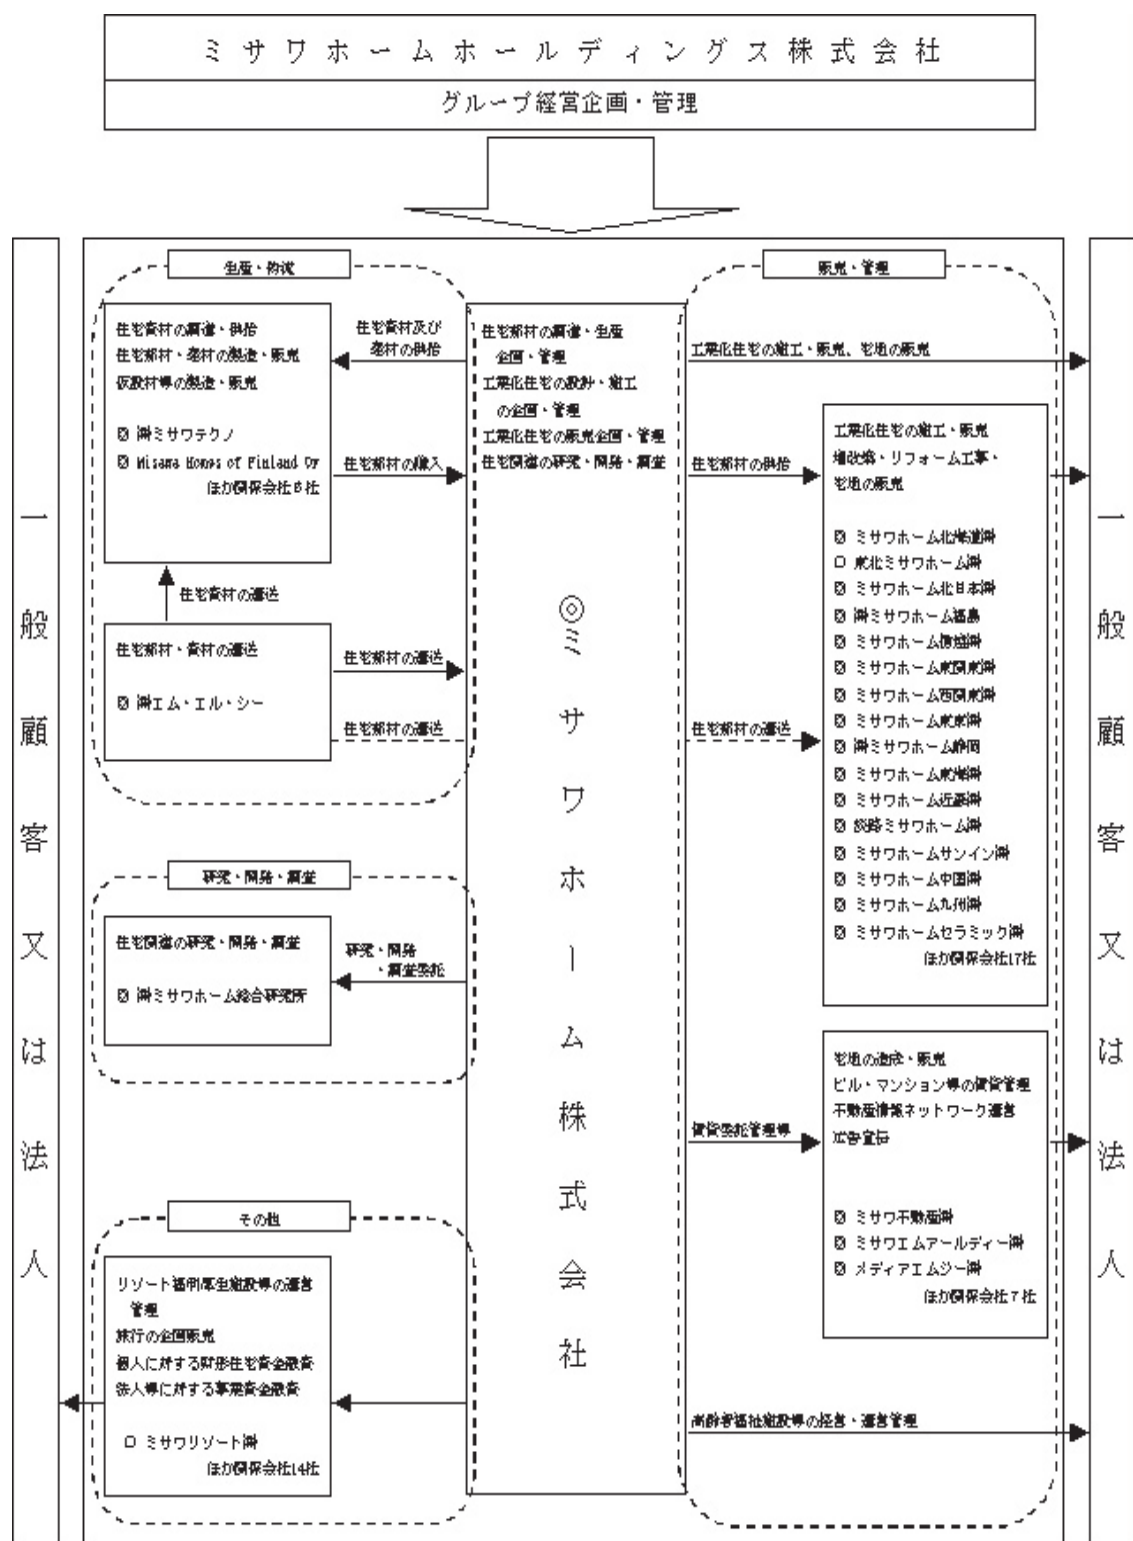 ミサワホームホールディングス株式会社
グループ経営企画・管理
一般顧客又は法人
生産・物流
住宅資材の調達・供給
住宅部材・
の製造・販売
仮設材等の製造・販売
㈱ミサワテクノ
Misawa Homes of Finland Oy
ほか関係会社6社
住宅資材及び
の供給
住宅部材の購入
住宅資材の運送
住宅部材・資材の運送
㈱エム・エル・シー
住宅部材の運送
住宅部材の運送
研究・開発・調査
住宅関連の研究・開発・調査
㈱ミサワホーム総合研究所
研究・開発
・調査委託
その他
リゾート福利厚生施設等の運営
管理
旅行の企画販売
個人に対する財形住宅資金融資
法人等に対する事業資金融資
○ ミサワリゾート㈱
ほか関係会社14社
住宅部材の調達・生産
企画・管理
工業化住宅の設計・施工
の企画・管理
工業化住宅の販売企画・管理
住宅関連の研究・開発・調査
◎ミサワホーム株式会社
販売・管理
工業化住宅の施工・販売、宅地の販売
住宅部材の供給
工業化住宅の施工・販売
増改築・リフォーム工事・
宅地の販売
ミサワホーム北海道㈱
○ 東北ミサワホーム㈱
ミサワホーム北日本㈱
㈱ミサワホーム福島
ミサワホーム信越㈱
ミサワホーム東関東㈱
ミサワホーム西関東㈱
ミサワホーム東京㈱
㈱ミサワホーム静岡
ミサワホーム東海㈱
ミサワホーム近畿㈱
淡路ミサワホーム㈱
ミサワホームサンイン㈱
ミサワホーム中国㈱
ミサワホーム九州㈱
ミサワホームセラミック㈱
ほか関係会社17社
住宅部材の運送
賃貸委託管理等
宅地の造成・販売
ビル・マンション等の賃貸管理
不動産情報ネットワーク運営
広告宣伝
ミサワ不動産㈱
ミサワエムアールディー㈱
メディアエムジー㈱
ほか関係会社7社
高齢者福祉施設等の経営・運営管理
一般顧客又は法人